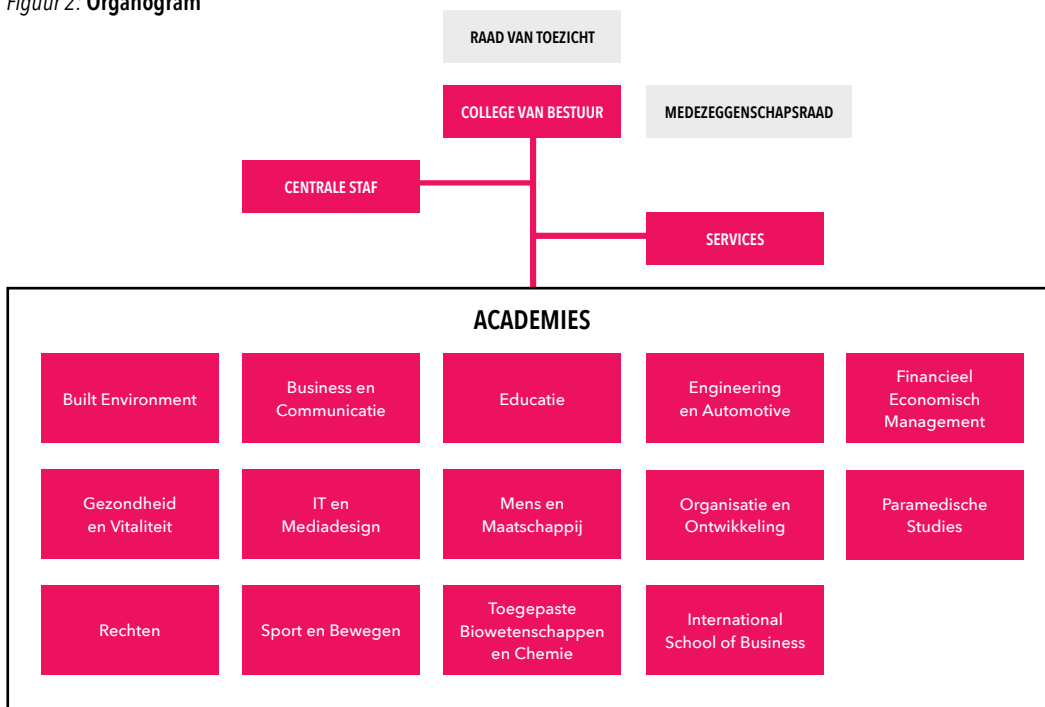 Figuur 2: Organogram
RAAD VAN TOEZICHT
COLLEGE VAN BESTUUR
MEDEZEGGENSCHAPSRAAD
CENTRALE STAF
SERVICES
ACADEMIES
Built Environment
Business en
Communicatie
Educatie
Engineering
en Automotive
Financieel
Economisch
Management
Gezondheid
en Vitaliteit
IT en
Mediadesign
Mens en
Maatschappij
Organisatie en
Ontwikkeling
Paramedische
Studies
Rechten
Sport en Bewegen
Toegepaste
Biowetenschappen
en Chemie
International
School of Business